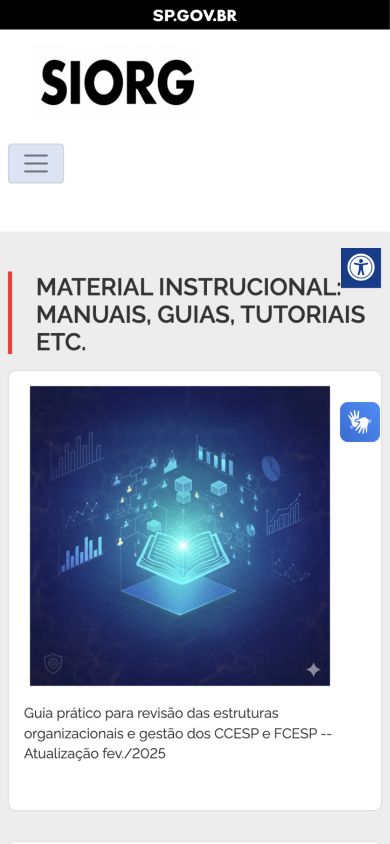 SP.GOV.BR
SIORG
MATERIAL INSTRUCIONAL:
MANUAIS, GUIAS, TUTORIAIS
ETC.
Guia prático para revisão das estruturas
organizacionais e gestão dos CCESP e FCESP --
Atualização fev./2025